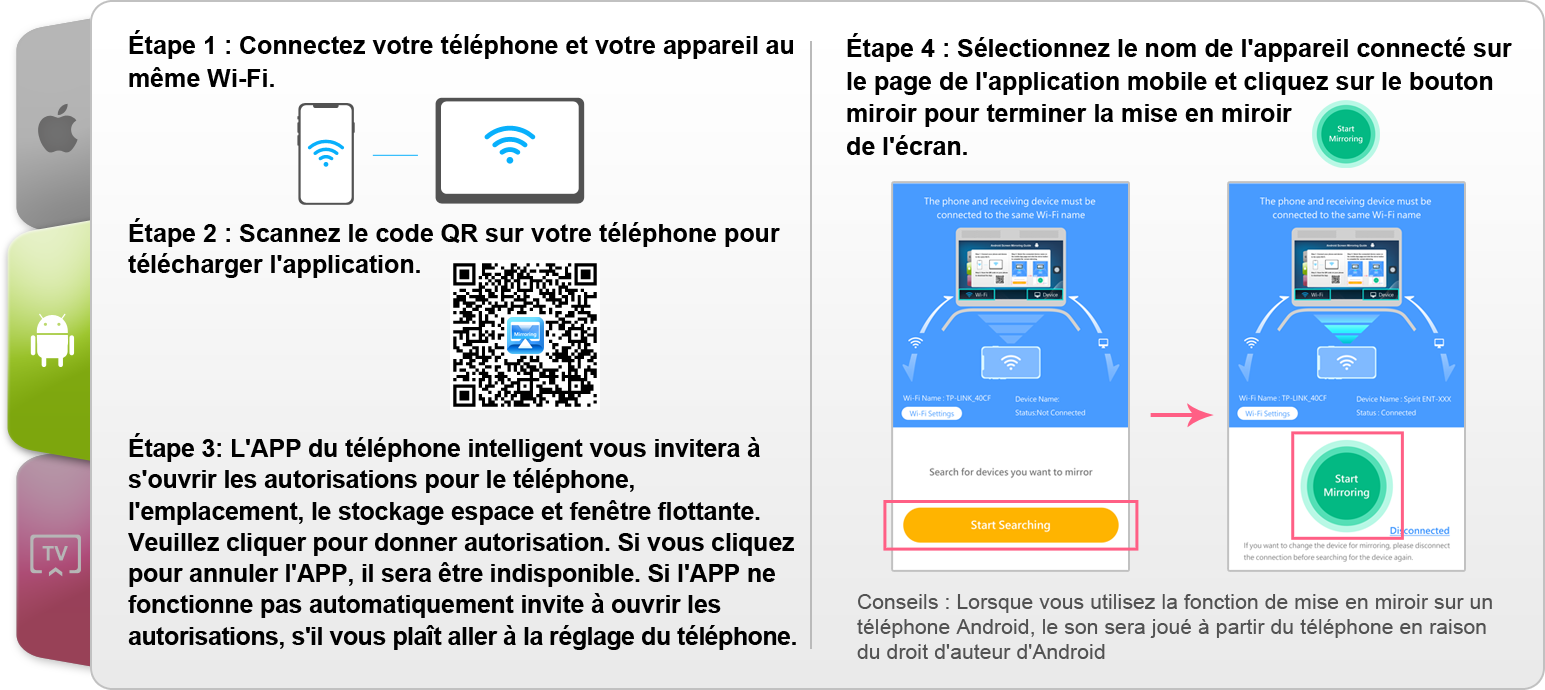 Étape 1 : Connectez votre téléphone et votre appareil au
même Wi-Fi.
Étape 2 : Scannez le code QR sur votre téléphone pour
télécharger l'application.
Mirroring
Étape 3: L'APP du téléphone intelligent vous invitera à
s'ouvrir les autorisations pour le téléphone,
l'emplacement, le stockage espace et fenêtre flottante.
Veuillez cliquer pour donner autorisation. Si vous cliquez
pour annuler l'APP, il sera être indisponible. Si l'APP ne
fonctionne pas automatiquement invite à ouvrir les
autorisations, s'il vous plaît aller à la réglage du téléphone.
TV
Étape 4 : Sélectionnez le nom de l'appareil connecté sur
le page de l'application mobile et cliquez sur le bouton
miroir pour terminer la mise en miroir
de l'écran.
Start
Mirroring
The phone and receiving device must be
connected to the same Wi-Fi name
Android Screen Mirroring Guide
Wi-Fi
Device
Wi-Fi Name : TP-LINK_40CF
Device Name:
Wi-Fi Settings
Status:Not Connected
Search for devices you want to mirror
Start Searching
The phone and receiving device must be
connected to the same Wi-Fi name
Android Screen Mirroring Guide
Wi-Fi
Device
Wi-Fi Name : TP-LINK_40CF
Device Name : Spirit ENT-XXX
Wi-Fi Settings
Status : Connected
Start
Mirroring
Disconnected
If you want to change the device for mirroring, please disconnect
the connection before searching for the device again.
Conseils : Lorsque vous utilisez la fonction de mise en miroir sur un
téléphone Android, le son sera joué à partir du téléphone en raison
du droit d'auteur d'Android